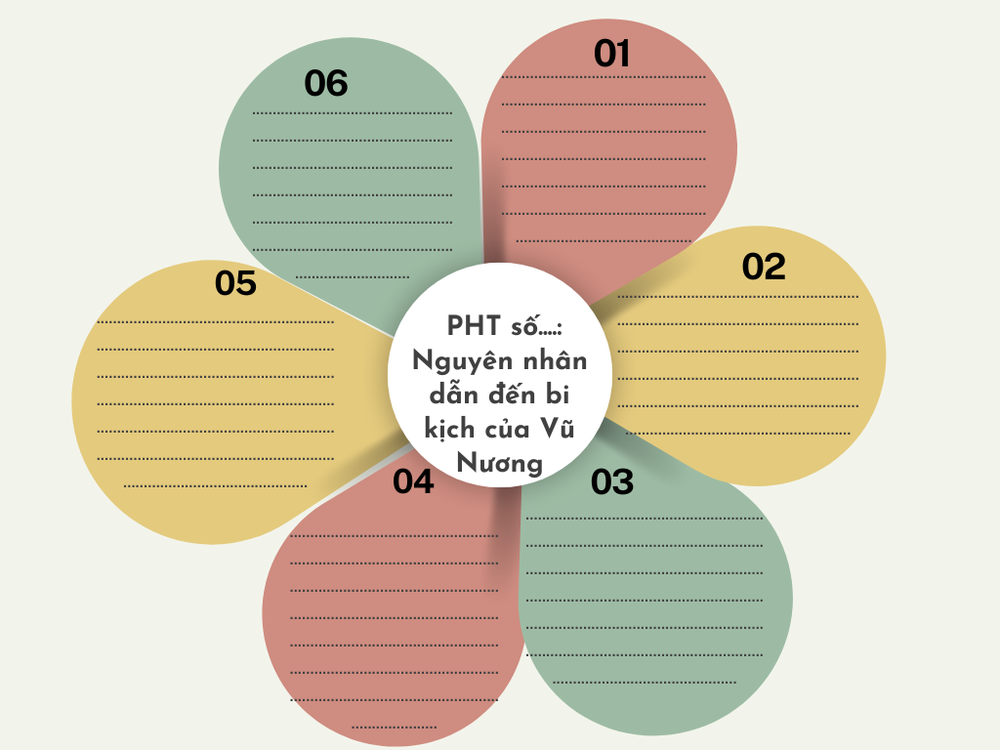 01
06
02
05
PHT số....:
Nguyên nhân
dẫn đến bi
kịch của Vũ
Nương
04
03